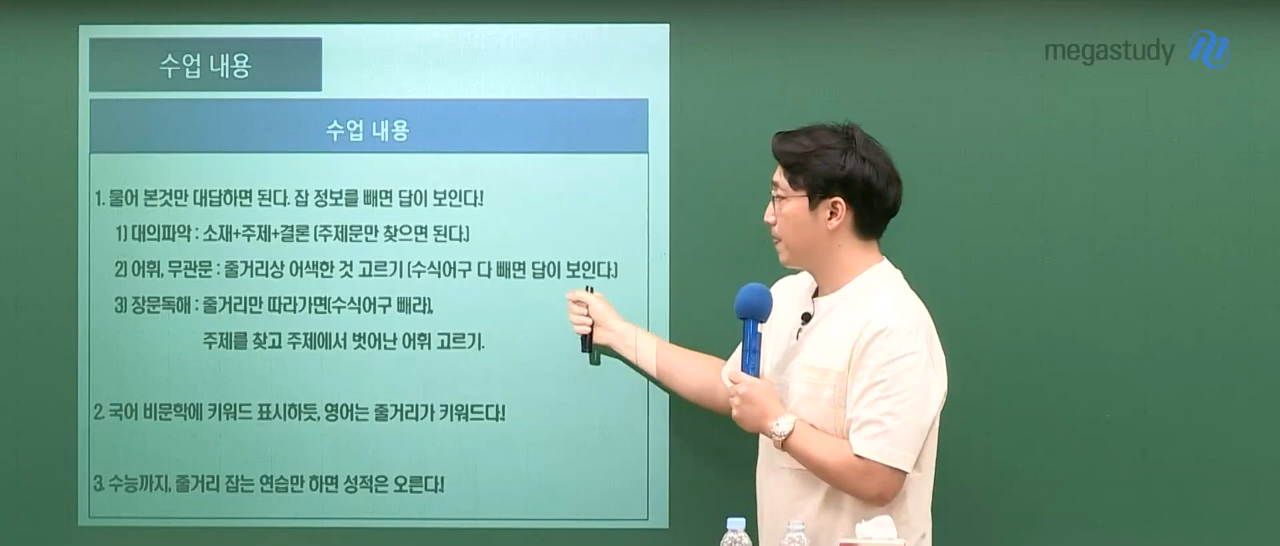 수업 내용
megastudy
수업 내용
1. 물어 본것만 대답하면 된다. 잡 정보를 빼면 답이 보인다!
1) 대의파악 : 소재+주제+결론 (주제문만 찾으면 된다.)
2) 어휘, 무관문 : 줄거리상 어색한 것 고르기 (수식어구 다 빼면 답이 보인다.)
3) 장문독해 : 줄거리만 따라가면(수식어구 빼라),
주제를 찾고 주제에서 벗어난 어휘 고르기.
2. 국어 비문학에 키워드 표시하듯, 영어는 줄거리가 키워드다!
3. 수능까지, 줄거리 잡는 연습만 하면 성적은 오른다!